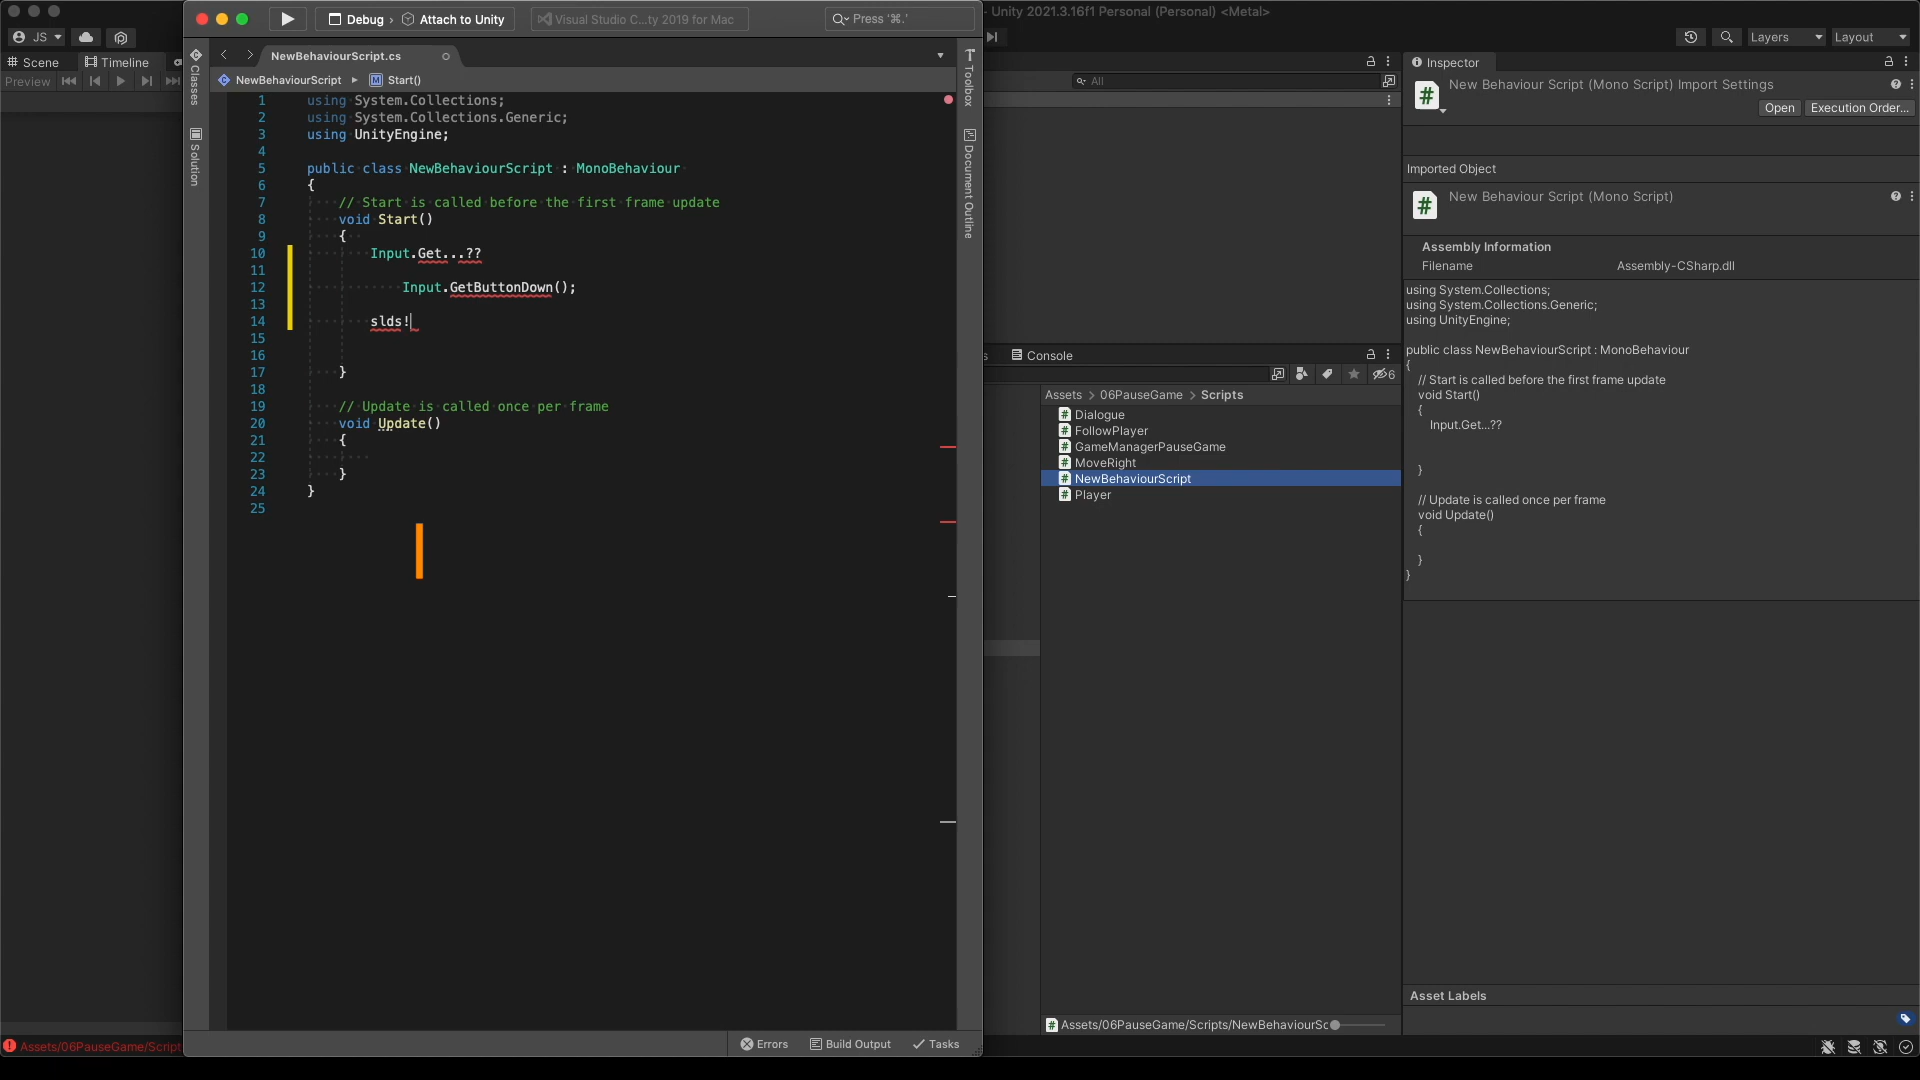 Debug › Attach to Unity
Visual Studio C...ty 2019 for Mac
Press '⌘.'
- Unity 2021.3.16f1 Personal (Personal) <Metal>
JS
Layers
Layout
Scene
Timeline
Preview
Classes
Solution
NewBehaviourScript.cs
NewBehaviourScript ▸ M Start()
1 using System.Collections;
2 using System.Collections.Generic;
3 using UnityEngine;
4
5 public class NewBehaviourScript : MonoBehaviour
6 {
7 // Start is called before the first frame update
8 void Start()
9 {
10 Input.Get...??
11
12 Input.GetButtonDown();
13
14 slds!
15
16
17 }
18
19 // Update is called once per frame
20 void Update()
21 {
22
23 }
24 }
25
Toolbox
Document Outline
Errors
Build Output
Tasks
Assets/06PauseGame/Script
All
s
Console
6
Assets > 06PauseGame > Scripts
# Dialogue
# FollowPlayer
# GameManagerPauseGame
# MoveRight
# NewBehaviourScript
# Player
# Assets/06PauseGame/Scripts/NewBehaviourSc
Inspector
# New Behaviour Script (Mono Script) Import Settings
Open
Execution Order...
Imported Object
# New Behaviour Script (Mono Script)
Assembly Information
Filename Assembly-CSharp.dll
using System.Collections;
using System.Collections.Generic;
using UnityEngine;
public class NewBehaviourScript : MonoBehaviour
{
// Start is called before the first frame update
void Start()
{
Input.Get...??
}
// Update is called once per frame
void Update()
{
}
}
Asset Labels